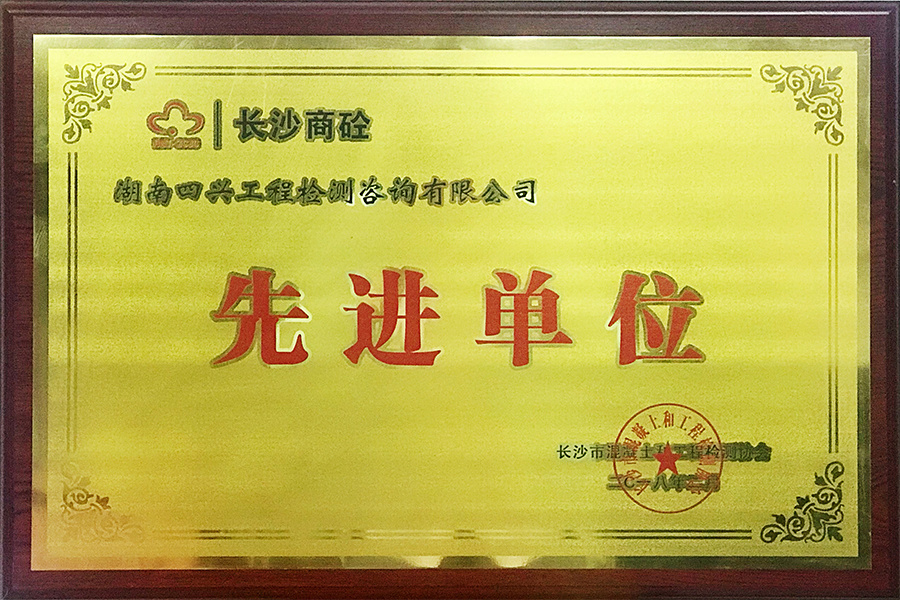 长沙商砼
湖南四兴工程检测咨询有限公司
先进单位
长沙市混凝土和工程检测协会
二〇一八年二月